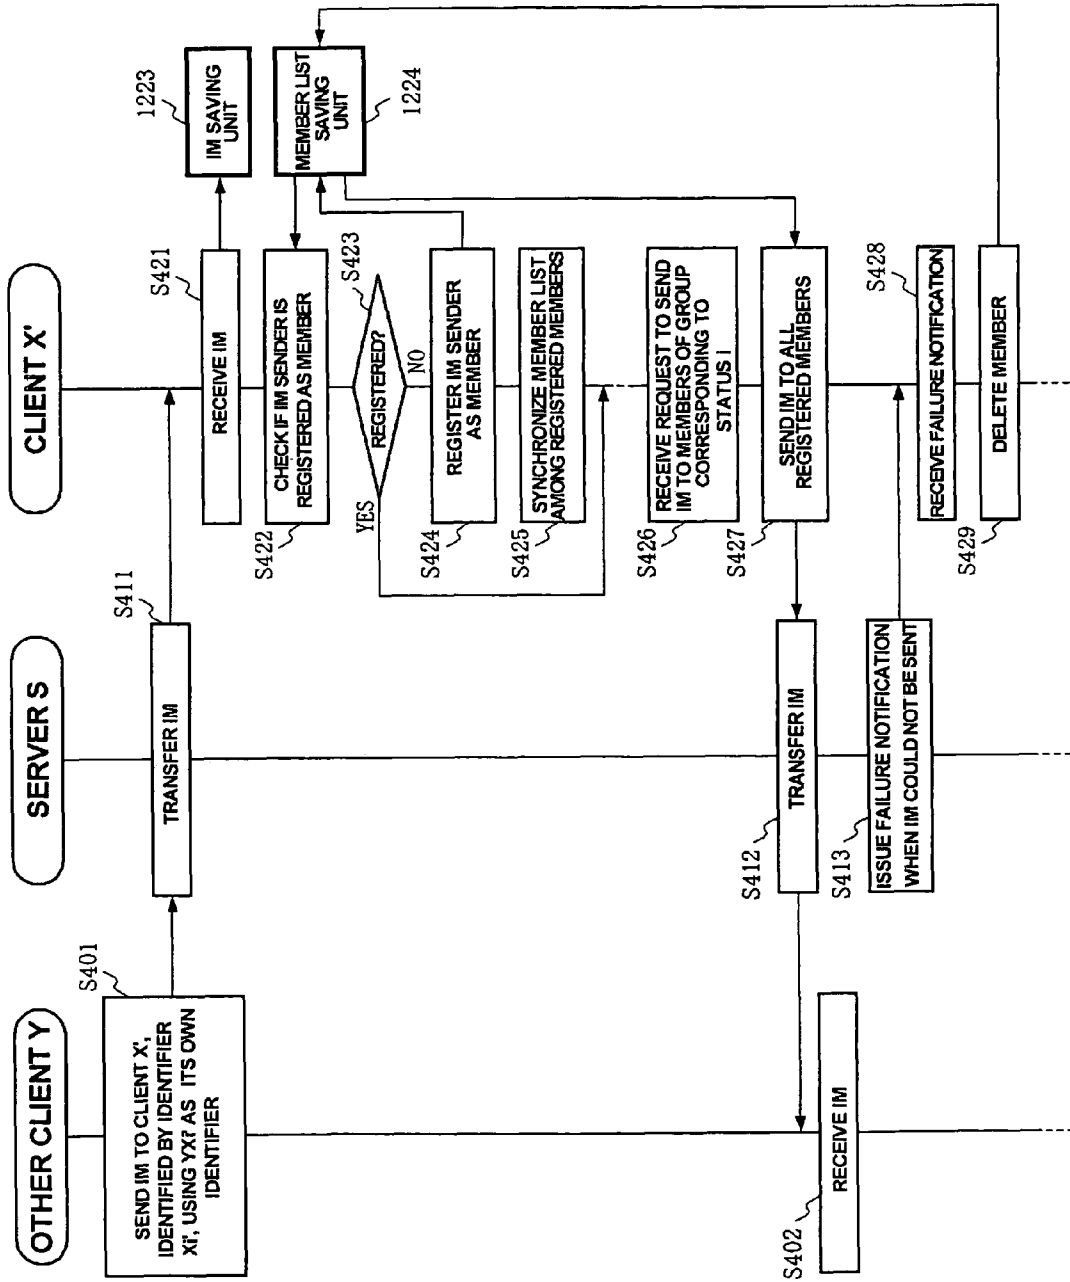 OTHER CLIENT Y
SERVER S
CLIENT X'
S401
SEND IM TO CLIENT X',
IDENTIFIED BY IDENTIFIER
Xi', USING YX? AS ITS OWN
IDENTIFIER
S411
TRANSFER IM
S421
RECEIVE IM
1223
IM SAVING
UNIT
S422
CHECK IF IM SENDER IS
REGISTERED AS MEMBER
MEMBER LIST
SAVING
UNIT
1224
S423
REGISTERED?
YES
NO
S424
REGISTER IM SENDER
AS MEMBER
S425
SYNCHRONIZE MEMBER LIST
AMONG REGISTERED MEMBERS
S426
RECEIVE REQUEST TO SEND
IM TO MEMBERS OF GROUP
CORRESPONDING TO
STATUS i
S427
SEND IM TO ALL
REGISTERED MEMBERS
S412
TRANSFER IM
S402
RECEIVE IM
S413
ISSUE FAILURE NOTIFICATION
WHEN IM COULD NOT BE SENT
S428
RECEIVE FAILURE NOTIFICATION
S429
DELETE MEMBER